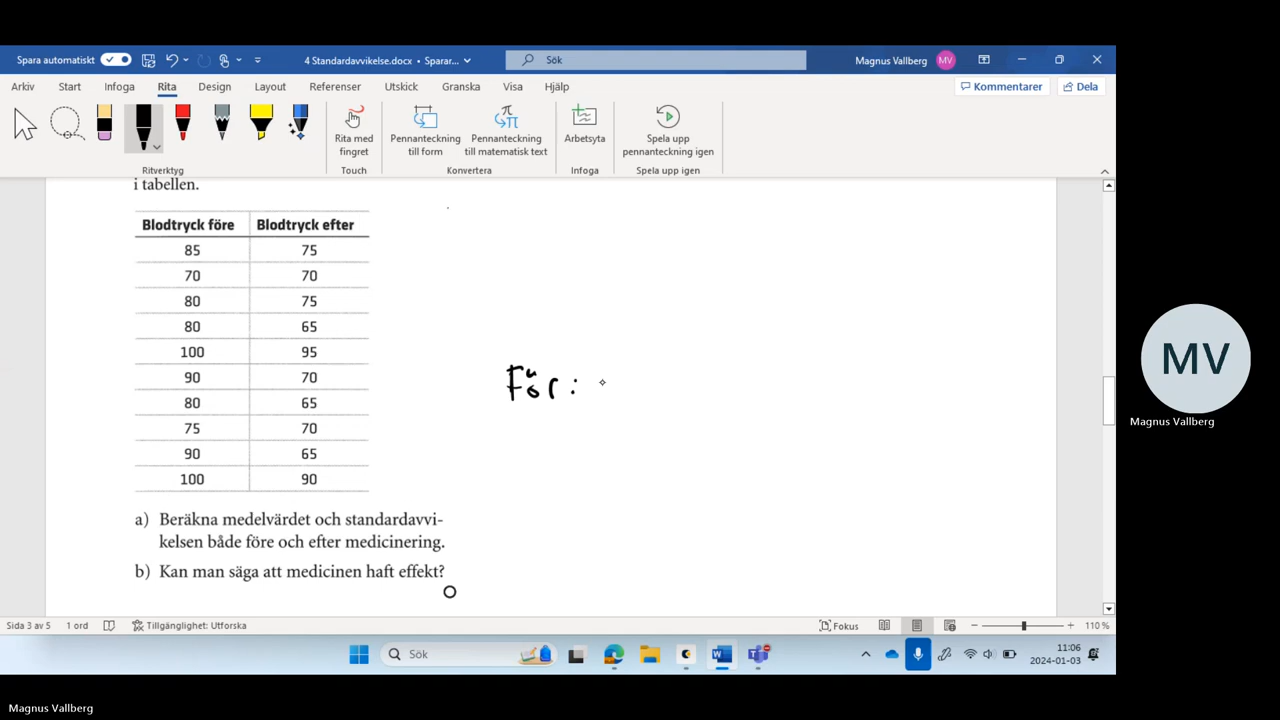 Spara automatiskt
4 Standardavvikelse.docx • Sparar...
Sök
Magnus Vallberg
MV
Arkiv Start Infoga Rita Design Layout Referenser Utskick Granska Visa Hjälp
Kommentarer
Dela
Rita med fingret
Pennanteckning till form
Pennanteckning till matematisk text
Arbetsyta
Spela upp pennanteckning igen
Ritverktyg
Touch
Konvertera
Infoga
Spela upp igen
i tabellen.
Blodtryck före Blodtryck efter
85 75
70 70
80 75
80 65
100 95
90 70
80 65
75 70
90 65
100 90
För:
a) Beräkna medelvärdet och standardavvi-
kelsen både före och efter medicinering.
b) Kan man säga att medicinen haft effekt?
MV
Magnus Vallberg
Sida 3 av 5
1 ord
Tillgänglighet: Utforska
Fokus
110 %
Sök
11:06
2024-01-03
Magnus Vallberg